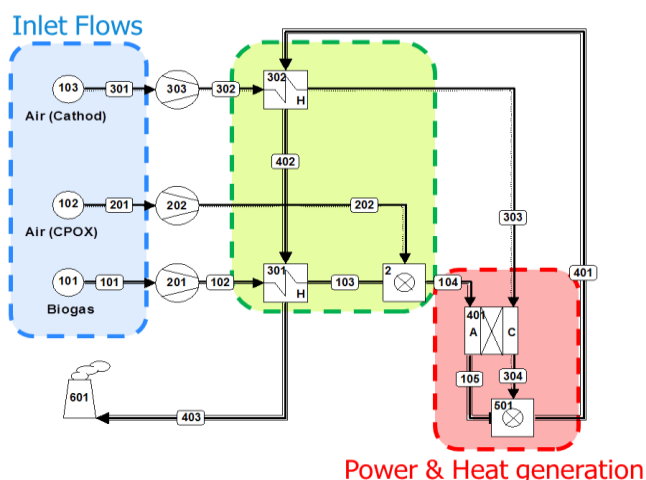 Inlet Flows
103 301 303 302 302 H
Air (Cathod)
402
102 201 202 202
Air (CPOX)
303
301 2 401
101 101 201 102 H 103 104
Biogas
401
A C
105 304
501
601 403
Power & Heat generation